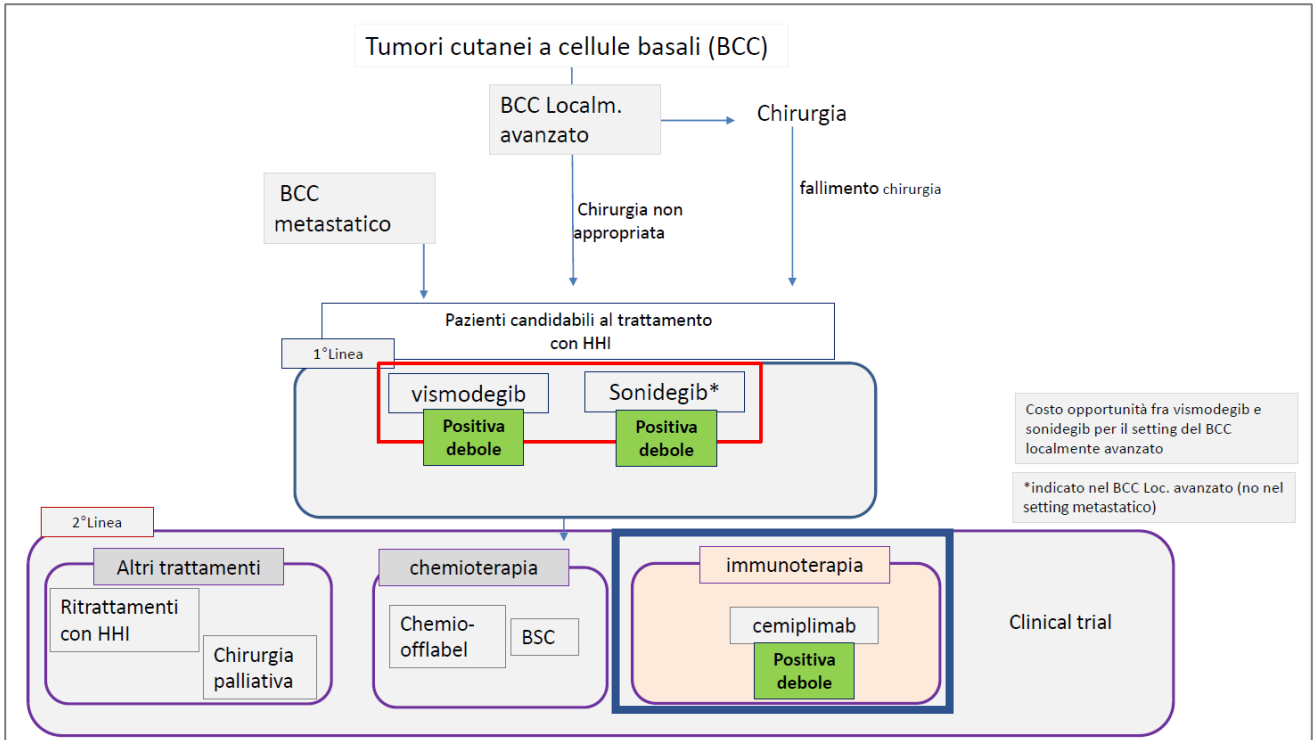 Tumori cutanei a cellule basali (BCC)
BCC Localm.
avanzato
Chirurgia
fallimento chirurgia
BCC
metastatico
Chirurgia non
appropriata
Pazienti candidabili al trattamento
con HHI
1°Linea
vismodegib
Sonidegib*
Positiva
debole
Positiva
debole
Costo opportunità fra vismodegib e
sonidegib per il setting del BCC
localmente avanzato
*indicato nel BCC Loc. avanzato (no nel
setting metastatico)
2°Linea
Altri trattamenti
Ritrattamenti
con HHI
Chirurgia
palliativa
chemioterapia
Chemio-
offlabel
BSC
immunoterapia
cemiplimab
Positiva
debole
Clinical trial